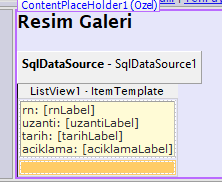 ContentPlaceHolder1 (Özel)
Resim Galeri
SqlDataSource - SqlDataSource1
ListView1 - ItemTemplate
rn: [rnLabel]
uzanti: [uzantiLabel]
tarih: [tarihLabel]
aciklama: [aciklamaLabel]